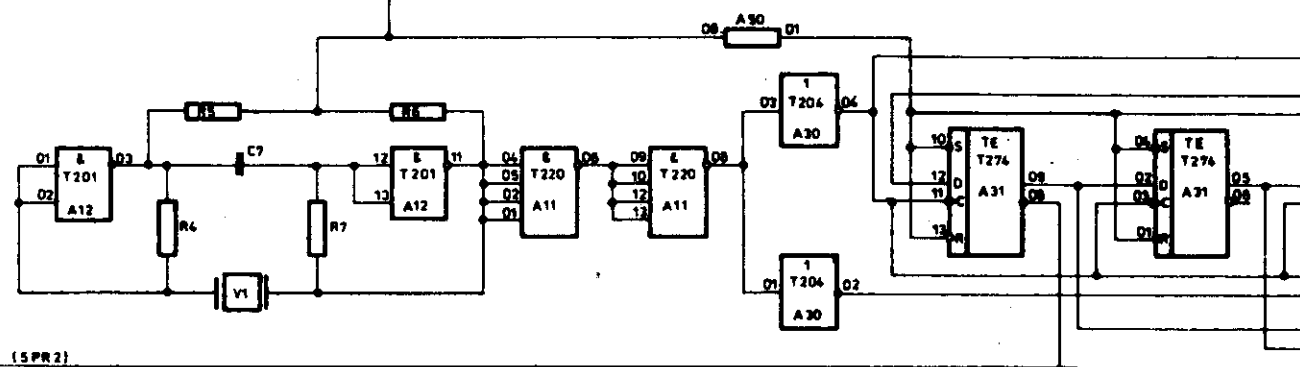 A50
08 01
1
T204
A30
03 04
R5
R6
C7
01
02
&
T201
A12
03
R4
R7
V1
12
13
&
T201
A12
11
04
05
02
01
&
T220
A11
06
09
10
12
13
&
T220
A11
08
01
1
T204
A30
02
10 S
12 D
11 C
13 R
TE
T274
A31
09
08
04 S
02 D
03 C
01 R
TE
T274
A31
05
06
(SPR2)